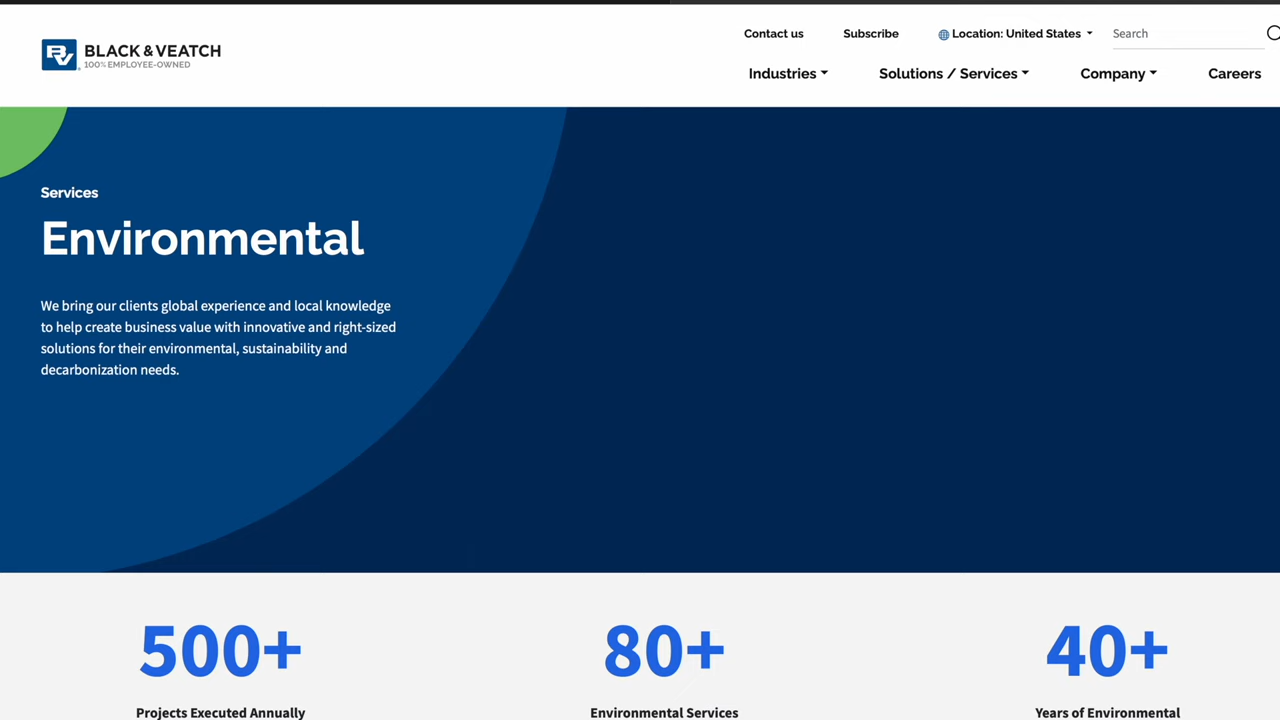 Contact us Subscribe Location: United States Search
BLACK & VEATCH
100% EMPLOYEE-OWNED
Industries Solutions / Services Company Careers
Services
Environmental
We bring our clients global experience and local knowledge
to help create business value with innovative and right-sized
solutions for their environmental, sustainability and
decarbonization needs.
500+ 80+ 40+
Projects Executed Annually Environmental Services Years of Environmental